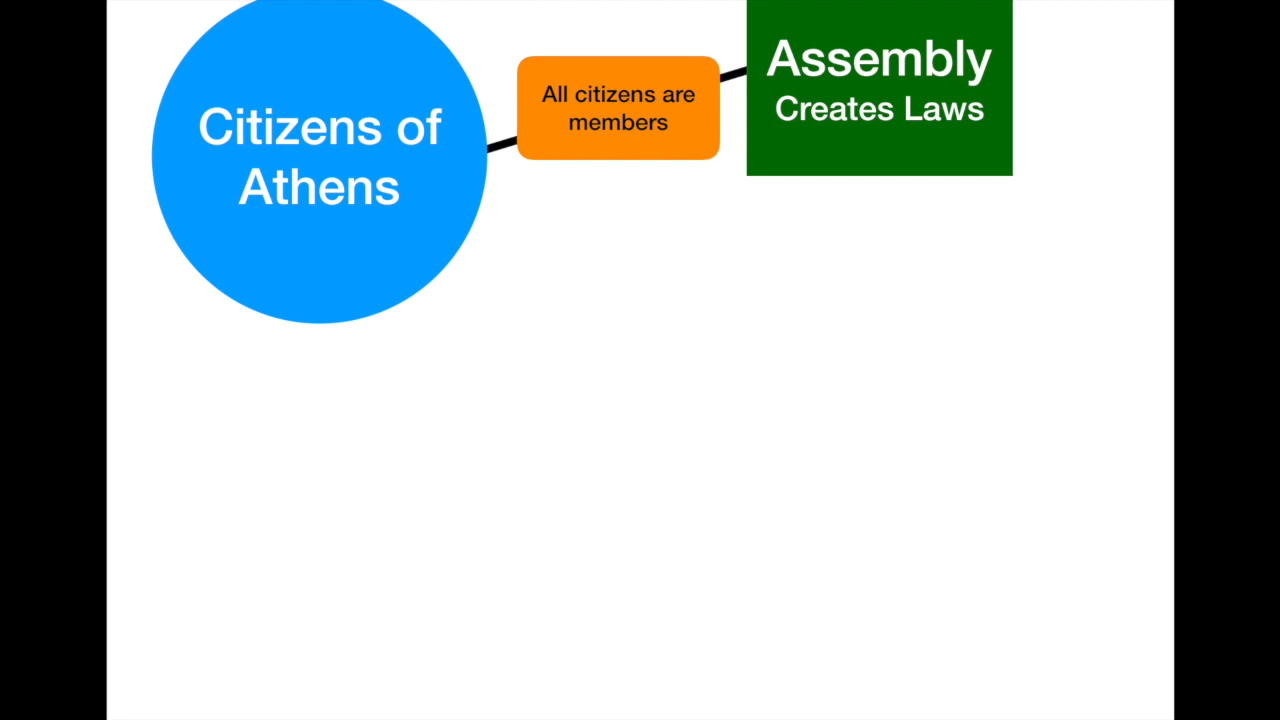 Citizens of
Athens
All citizens are
members
Assembly
Creates Laws